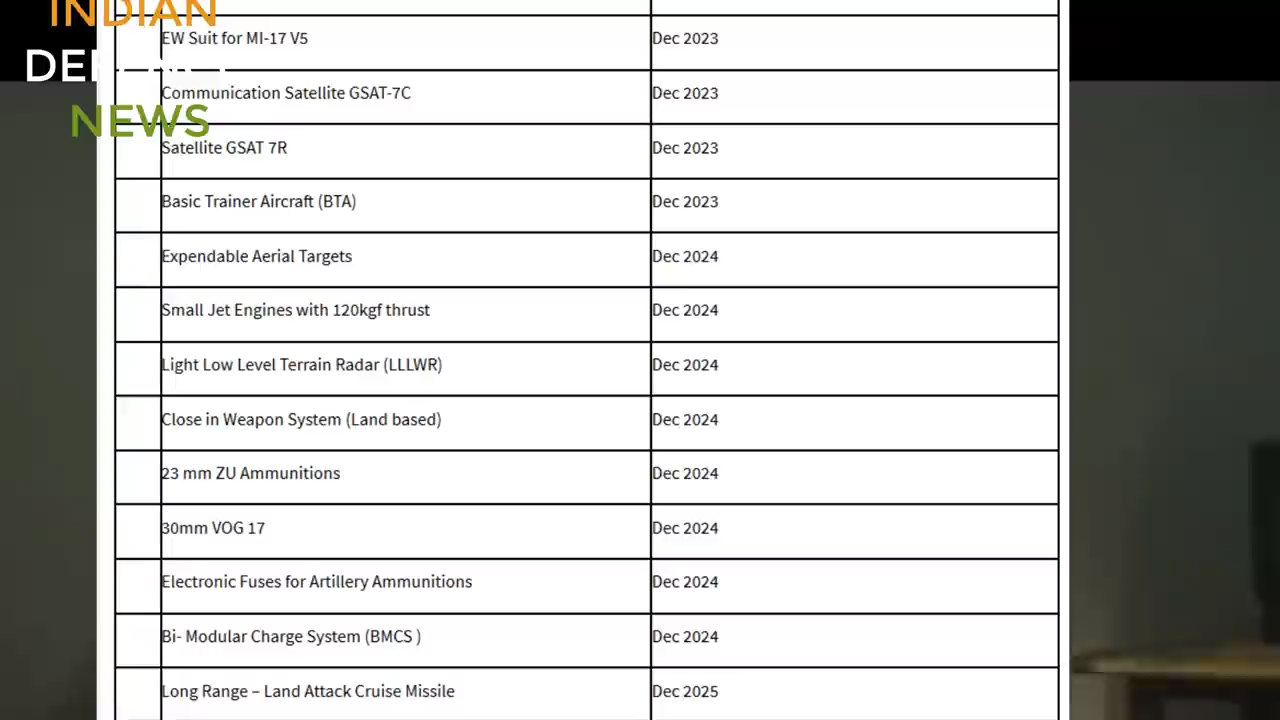 INDIAN
DEFENCE
NEWS
EW Suit for MI-17 V5 Dec 2023
Communication Satellite GSAT-7C Dec 2023
Satellite GSAT 7R Dec 2023
Basic Trainer Aircraft (BTA) Dec 2023
Expendable Aerial Targets Dec 2024
Small Jet Engines with 120kgf thrust Dec 2024
Light Low Level Terrain Radar (LLLWR) Dec 2024
Close in Weapon System (Land based) Dec 2024
23 mm ZU Ammunitions Dec 2024
30mm VOG 17 Dec 2024
Electronic Fuses for Artillery Ammunitions Dec 2024
Bi- Modular Charge System (BMCS ) Dec 2024
Long Range – Land Attack Cruise Missile Dec 2025